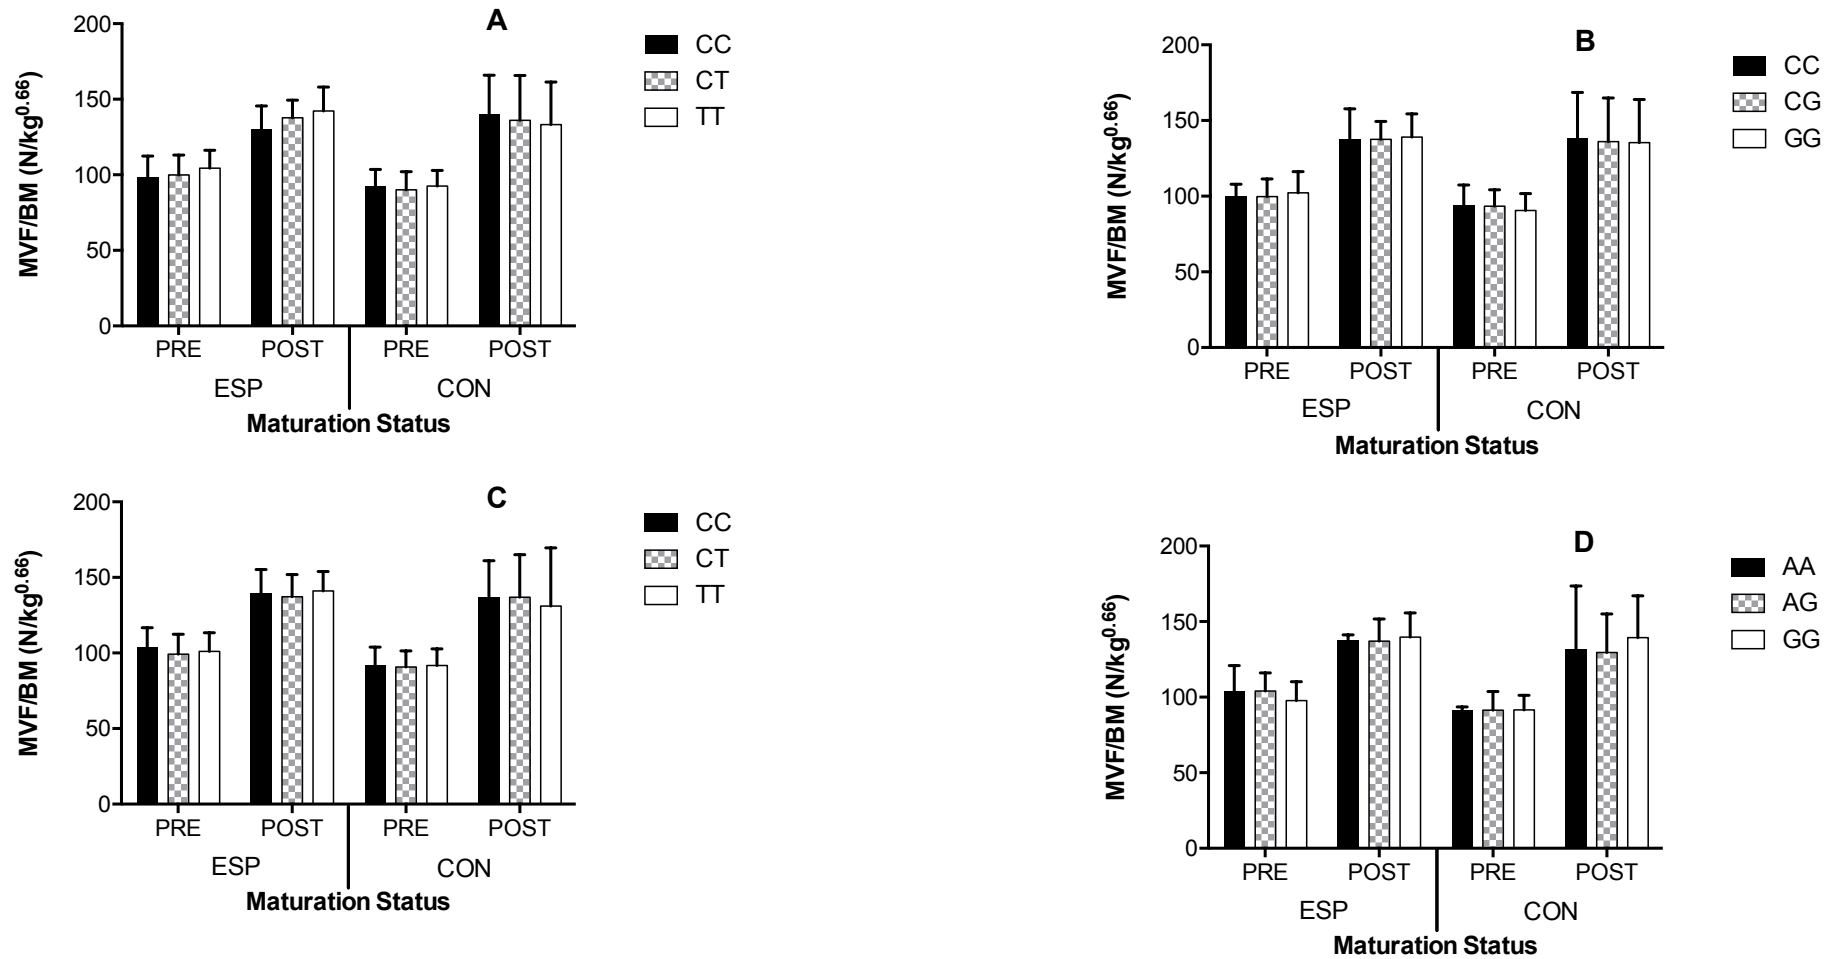 A
200
150
100
50
0
MVF/BM (N/kg0.66)
CC
CT
TT
PRE POST PRE POST
ESP CON
Maturation Status
B
200
150
100
50
0
MVF/BM (N/kg0.66)
CC
CG
GG
PRE POST PRE POST
ESP CON
Maturation Status
C
200
150
100
50
0
MVF/BM (N/kg0.66)
CC
CT
TT
PRE POST PRE POST
ESP CON
Maturation Status
D
200
150
100
50
0
MVF/BM (N/kg0.66)
AA
AG
GG
PRE POST PRE POST
ESP CON
Maturation Status